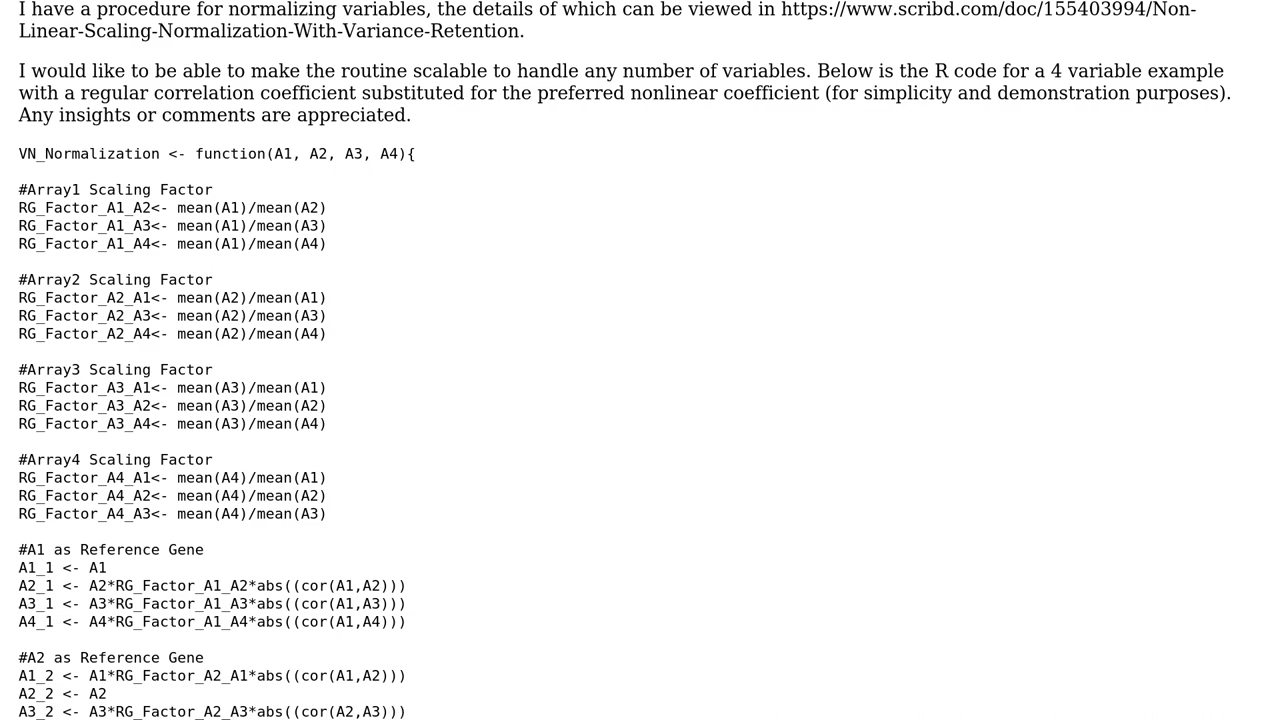 I have a procedure for normalizing variables, the details of which can be viewed in https://www.scribd.com/doc/155403994/Non-
Linear-Scaling-Normalization-With-Variance-Retention.
I would like to be able to make the routine scalable to handle any number of variables. Below is the R code for a 4 variable example
with a regular correlation coefficient substituted for the preferred nonlinear coefficient (for simplicity and demonstration purposes).
Any insights or comments are appreciated.
VN_Normalization <- function(A1, A2, A3, A4){
#Array1 Scaling Factor
RG_Factor_A1_A2<- mean(A1)/mean(A2)
RG_Factor_A1_A3<- mean(A1)/mean(A3)
RG_Factor_A1_A4<- mean(A1)/mean(A4)
#Array2 Scaling Factor
RG_Factor_A2_A1<- mean(A2)/mean(A1)
RG_Factor_A2_A3<- mean(A2)/mean(A3)
RG_Factor_A2_A4<- mean(A2)/mean(A4)
#Array3 Scaling Factor
RG_Factor_A3_A1<- mean(A3)/mean(A1)
RG_Factor_A3_A2<- mean(A3)/mean(A2)
RG_Factor_A3_A4<- mean(A3)/mean(A4)
#Array4 Scaling Factor
RG_Factor_A4_A1<- mean(A4)/mean(A1)
RG_Factor_A4_A2<- mean(A4)/mean(A2)
RG_Factor_A4_A3<- mean(A4)/mean(A3)
#A1 as Reference Gene
A1_1 <- A1
A2_1 <- A2*RG_Factor_A1_A2*abs((cor(A1,A2)))
A3_1 <- A3*RG_Factor_A1_A3*abs((cor(A1,A3)))
A4_1 <- A4*RG_Factor_A1_A4*abs((cor(A1,A4)))
#A2 as Reference Gene
A1_2 <- A1*RG_Factor_A2_A1*abs((cor(A1,A2)))
A2_2 <- A2
A3_2 <- A3*RG_Factor_A2_A3*abs((cor(A2,A3)))